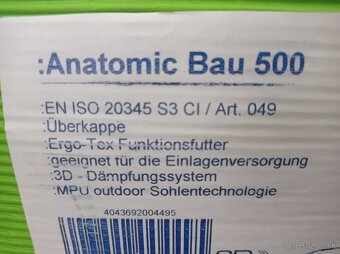 :Anatomic Bau 500
:EN ISO 20345 S3 CI / Art. 049
:Überkappe
:Ergo-Tex Funktionsfutter
:geeignet für die Einlagenversorgung
:3D - Dämpfungssystem
:MPU outdoor Sohlentechnologie
4043692004495